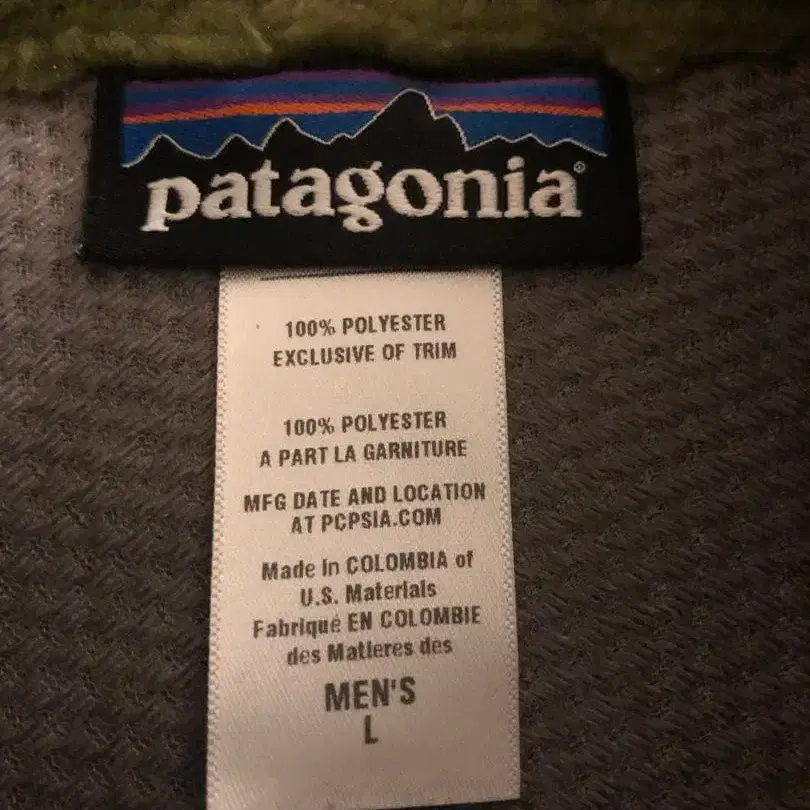 patagonia®
100% POLYESTER
EXCLUSIVE OF TRIM
100% POLYESTER
A PART LA GARNITURE
MFG DATE AND LOCATION
AT PCPSIA.COM
Made in COLOMBIA of
U.S. Materials
Fabriqué EN COLOMBIE
des Matieres des
MEN'S
L